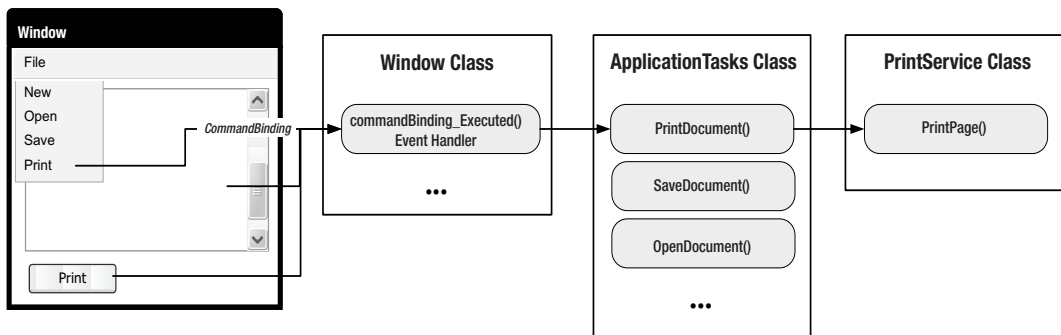 Window
File
New
Open
Save
Print
CommandBinding
Print
Window Class
commandBinding_Executed()
Event Handler
...
ApplicationTasks Class
PrintDocument()
SaveDocument()
OpenDocument()
...
PrintService Class
PrintPage()